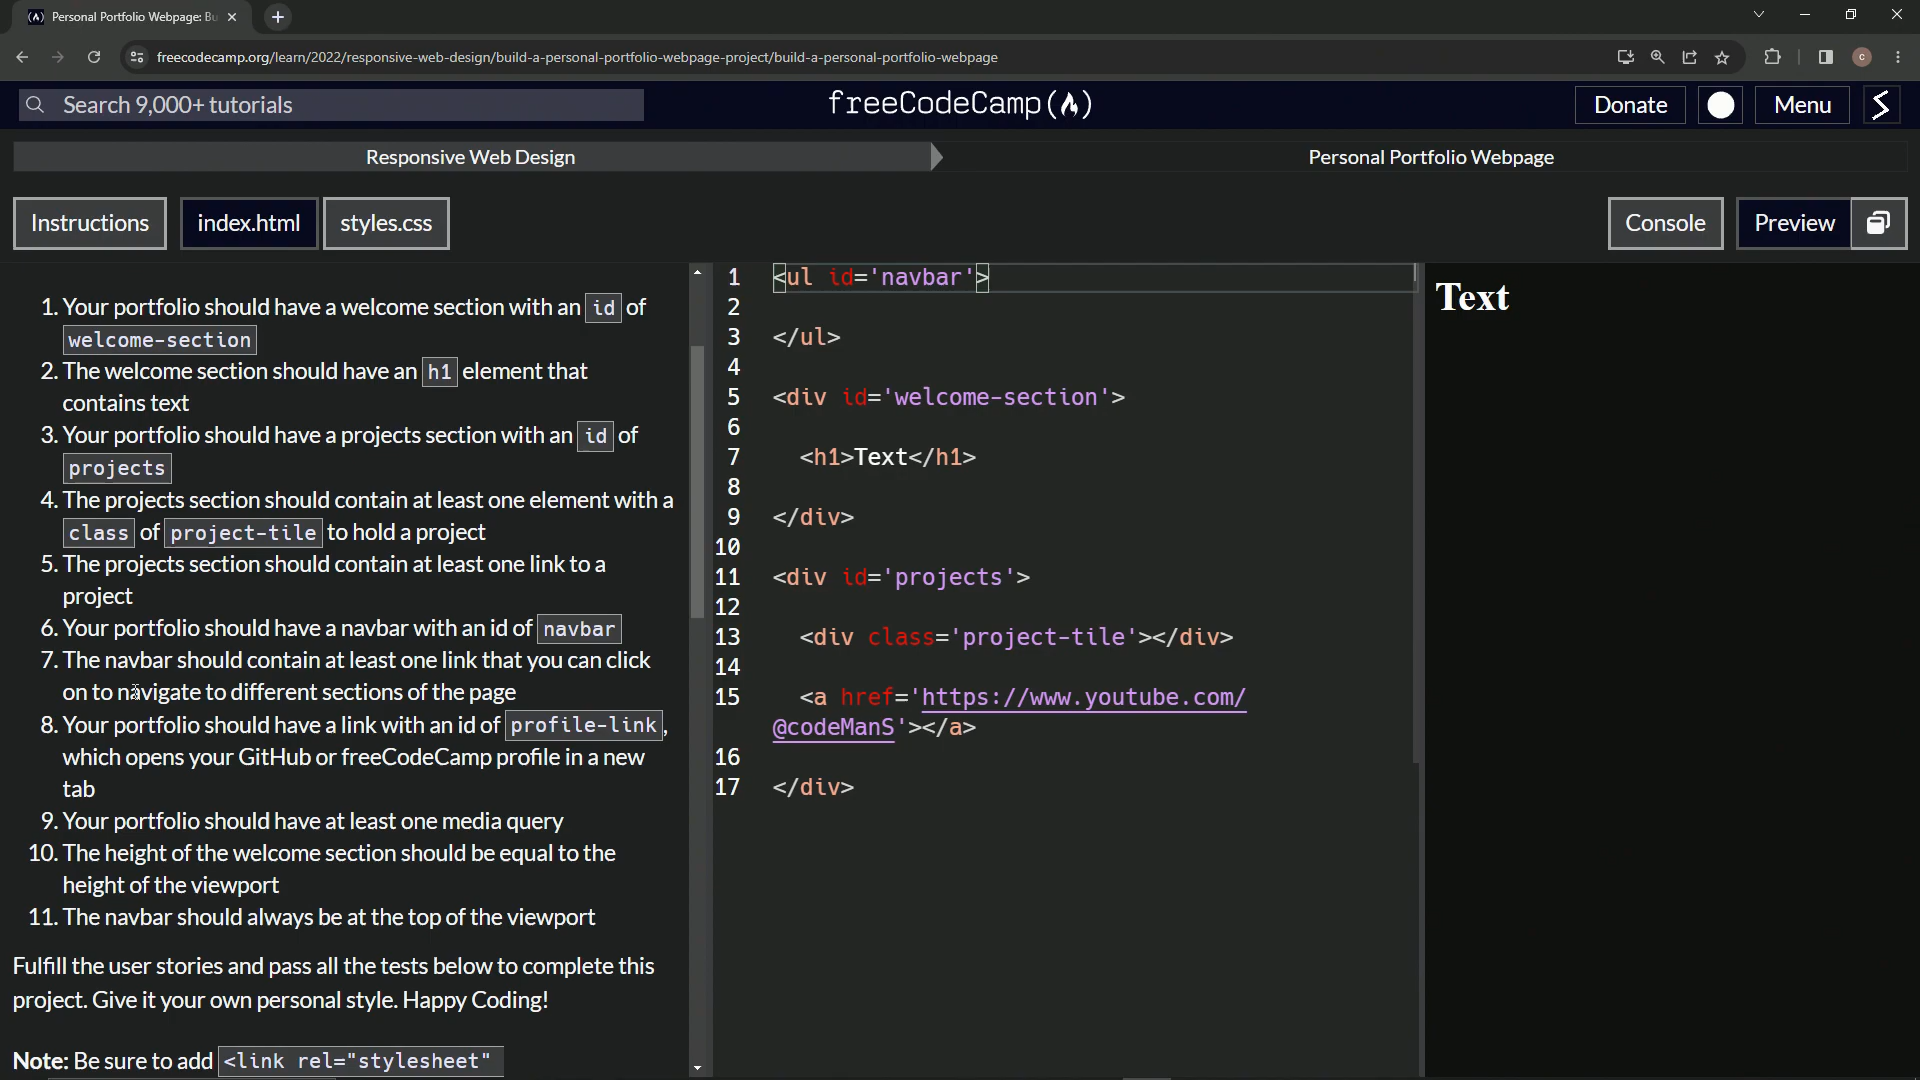 Personal Portfolio Webpage: Bu
freecodecamp.org/learn/2022/responsive-web-design/build-a-personal-portfolio-webpage-project/build-a-personal-portfolio-webpage
c
Search 9,000+ tutorials
freeCodeCamp
Donate
Menu
Responsive Web Design
Personal Portfolio Webpage
Instructions
index.html
styles.css
Console
Preview
1. Your portfolio should have a welcome section with an id of
welcome-section
2. The welcome section should have an h1 element that
contains text
3. Your portfolio should have a projects section with an id of
projects
4. The projects section should contain at least one element with a
class of project-tile to hold a project
5. The projects section should contain at least one link to a
project
6. Your portfolio should have a navbar with an id of navbar
7. The navbar should contain at least one link that you can click
on to navigate to different sections of the page
8. Your portfolio should have a link with an id of profile-link,
which opens your GitHub or freeCodeCamp profile in a new
tab
9. Your portfolio should have at least one media query
10. The height of the welcome section should be equal to the
height of the viewport
11. The navbar should always be at the top of the viewport
Fulfill the user stories and pass all the tests below to complete this
project. Give it your own personal style. Happy Coding!
Note: Be sure to add <link rel="stylesheet"
1 <ul id='navbar'>
2
3 </ul>
4
5 <div id='welcome-section'>
6
7 <h1>Text</h1>
8
9 </div>
10
11 <div id='projects'>
12
13 <div class='project-tile'></div>
14
15 <a href='https://www.youtube.com/
@codeManS'></a>
16
17 </div>
Text